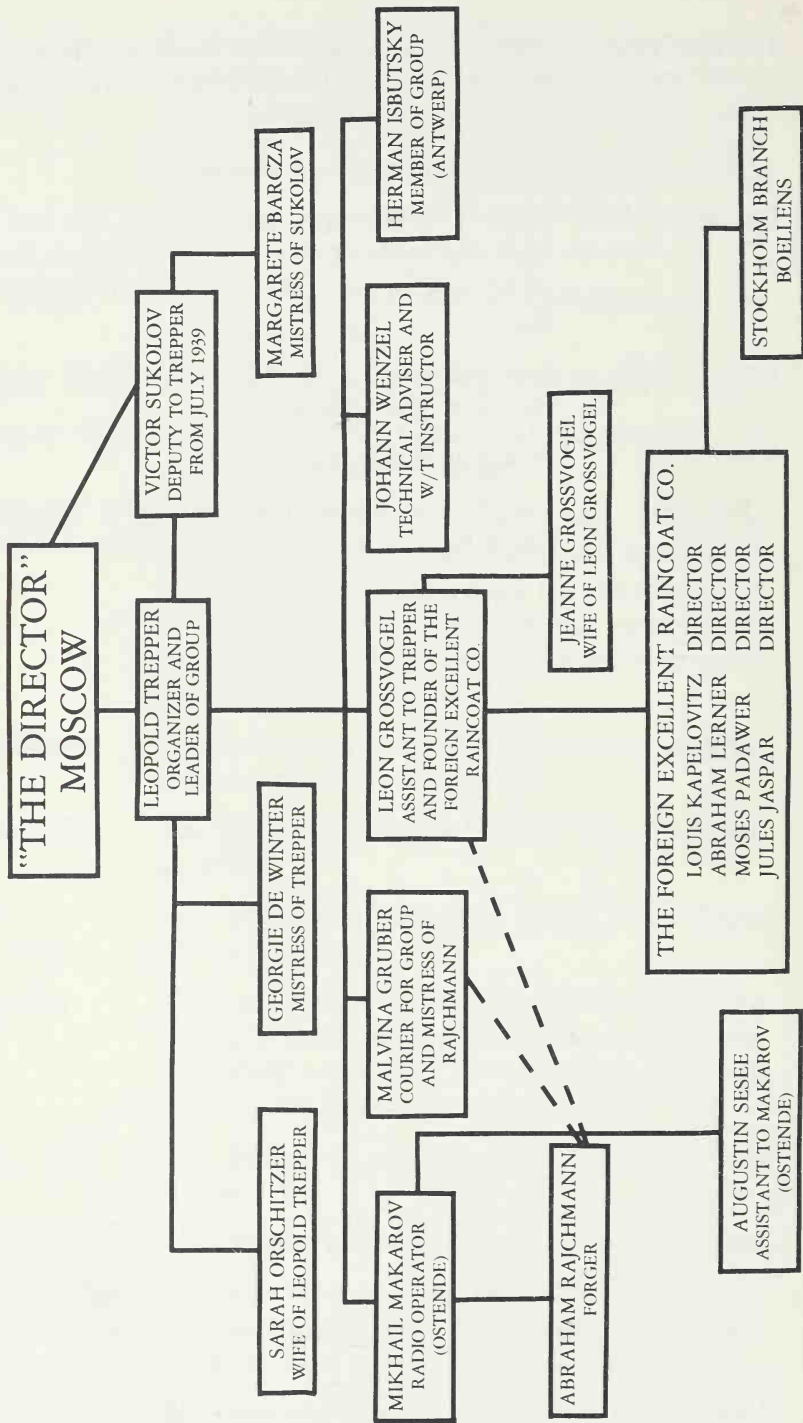 "THE DIRECTOR"
MOSCOW
LEOPOLD TREPPER
ORGANIZER AND
LEADER OF GROUP
VICTOR SUKOLOV
DEPUTY TO TREPPER
FROM JULY 1939
SARAH ORSCHITZER
WIFE OF LEOPOLD TREPPER
GEORGIE DE WINTER
MISTRESS OF TREPPER
MARGARETE BARCZA
MISTRESS OF SUKOLOV
MIKHAIL MAKAROV
RADIO OPERATOR
(OSTENDE)
MALVINA GRUBER
COURIER FOR GROUP
AND MISTRESS OF
RAJCHMANN
LEON GROSSVOGEL
ASSISTANT TO TREPPER
AND FOUNDER OF THE
FOREIGN EXCELLENT
RAINCOAT CO.
JOHANN WENZEL
TECHNICAL ADVISER AND
W/T INSTRUCTOR
HERMAN ISBUTSKY
MEMBER OF GROUP
(ANTWERP)
ABRAHAM RAJCHMANN
FORGER
JEANNE GROSSVOGEL
WIFE OF LEON GROSSVOGEL
AUGUSTIN SESEE
ASSISTANT TO MAKAROV
(OSTENDE)
THE FOREIGN EXCELLENT RAINCOAT CO.
LOUIS KAPELOVITZ DIRECTOR
ABRAHAM LERNER DIRECTOR
MOSES PADAWER DIRECTOR
JULES JASPAR DIRECTOR
STOCKHOLM BRANCH
BOELLENS